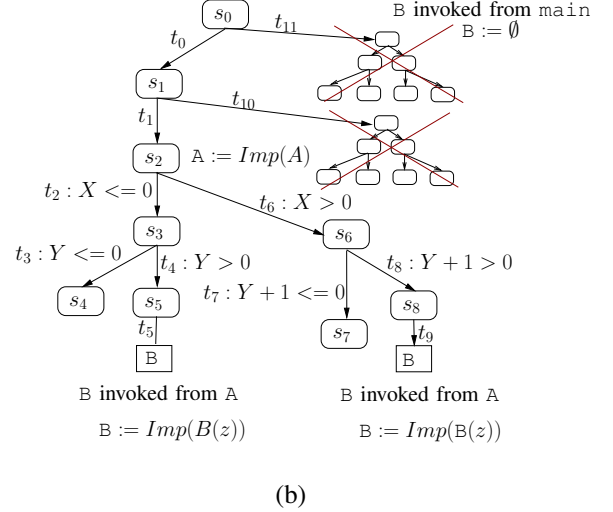 B invoked from main
B := ∅
s₀
t₀
t₁₁
s₁
t₁
t₁₀
s₂
A := Imp(A)
t₂ : X <= 0
t₆ : X > 0
s₃
s₆
t₃ : Y <= 0
t₄ : Y > 0
t₈ : Y + 1 > 0
t₇ : Y + 1 <= 0
s₄
s₅
s₇
s₈
t₅
t₉
B
B
B invoked from A
B invoked from A
B := Imp(B(z))
B := Imp(B(z))
(b)